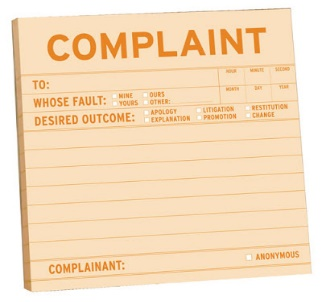 COMPLAINT
TO:
HOUR MINUTE SECOND
MONTH DAY YEAR
WHOSE FAULT: MINE OURS
YOURS OTHER:
DESIRED OUTCOME: APOLOGY LITIGATION RESTITUTION
EXPLANATION PROMOTION CHANGE
COMPLAINANT: ANONYMOUS